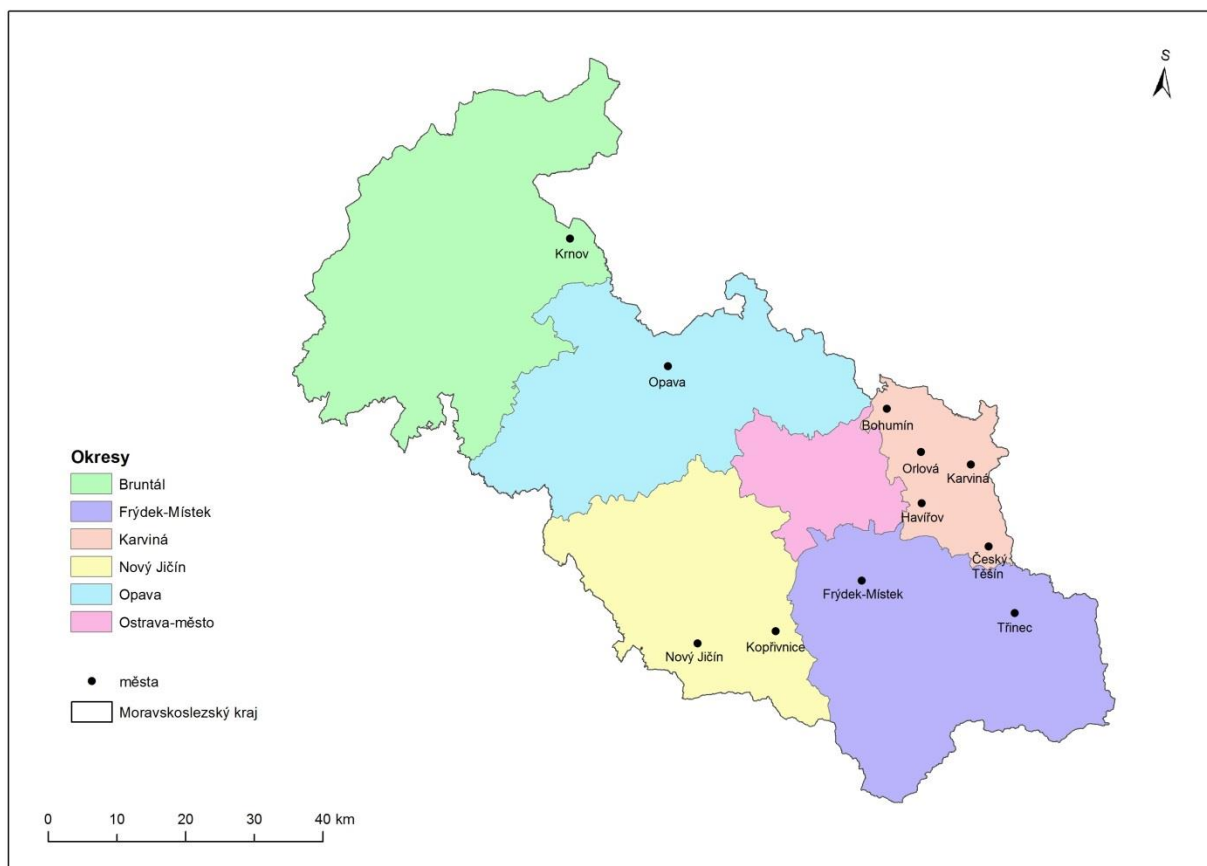 S
Krnov
Opava
Bohumín
Orlová
Karviná
Havířov
Český
Těšín
Frýdek-Místek
Třinec
Kopřivnice
Nový Jičín
Okresy
Bruntál
Frýdek-Místek
Karviná
Nový Jičín
Opava
Ostrava-město
města
Moravskoslezský kraj
0 10 20 40 km